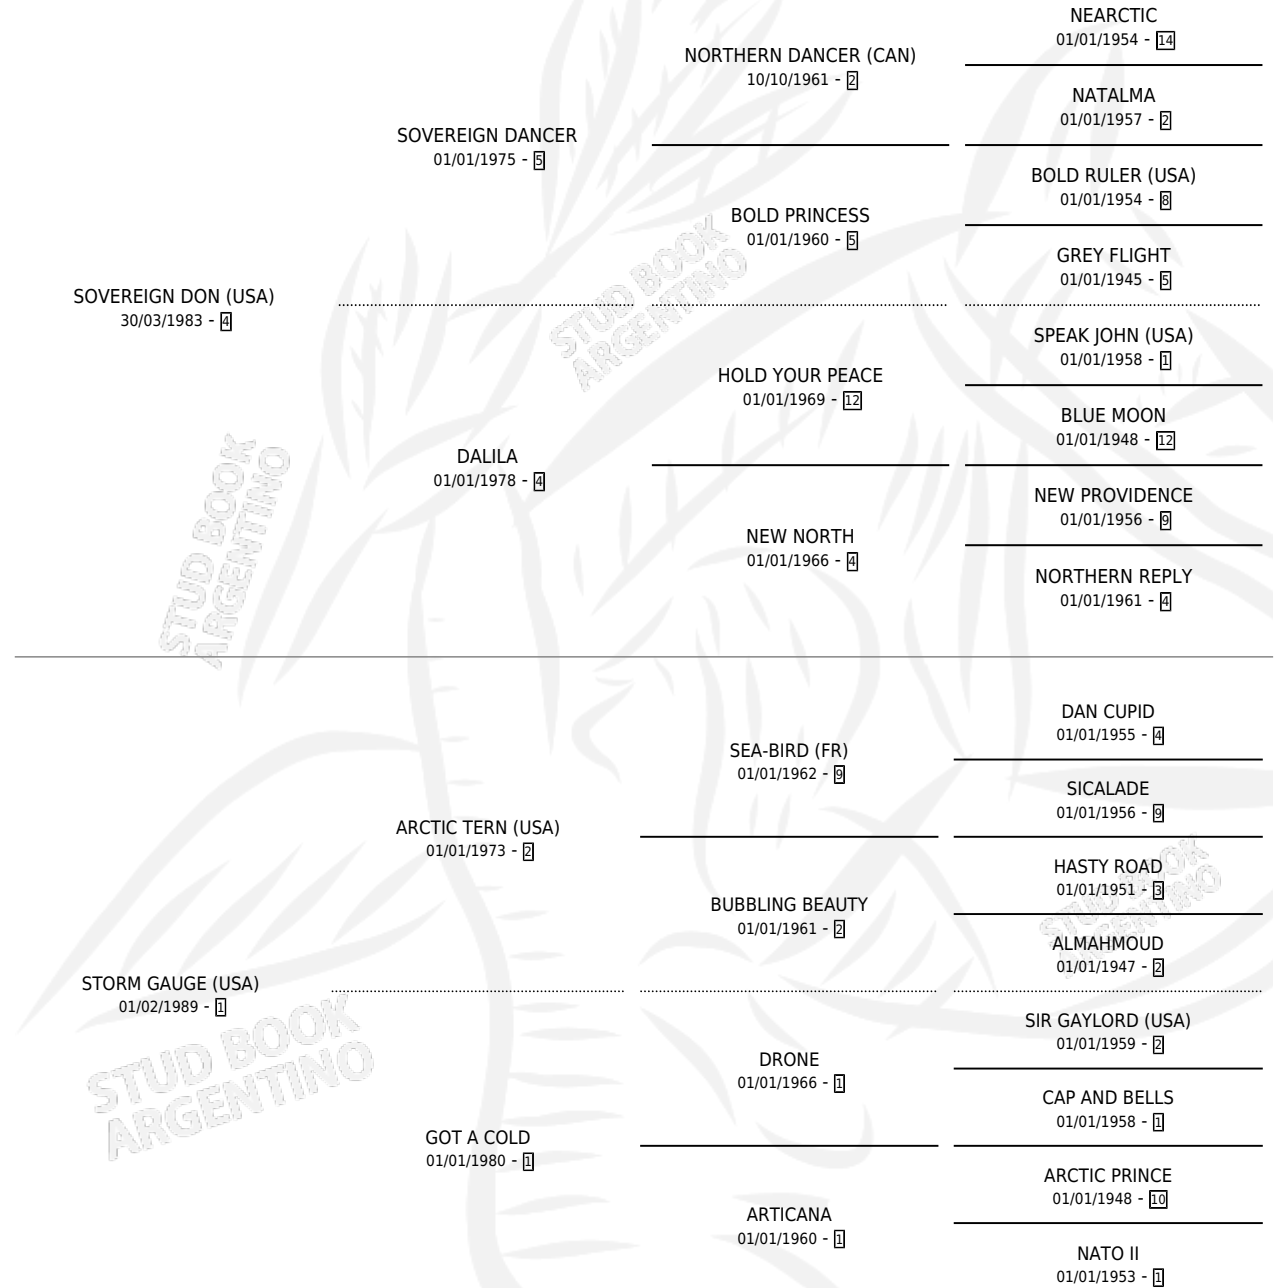 NEARCTIC
01/01/1954 - 14
NORTHERN DANCER (CAN)
10/10/1961 - 2
NATALMA
01/01/1957 - 2
SOVEREIGN DANCER
01/01/1975 - 5
BOLD RULER (USA)
01/01/1954 - 8
BOLD PRINCESS
01/01/1960 - 5
GREY FLIGHT
01/01/1945 - 5
SOVEREIGN DON (USA)
30/03/1983 - 4
STUD BOOK
ARGENTINO
SPEAK JOHN (USA)
01/01/1958 - 1
HOLD YOUR PEACE
01/01/1969 - 12
BLUE MOON
01/01/1948 - 12
DALILA
01/01/1978 - 4
NEW PROVIDENCE
01/01/1956 - 9
NEW NORTH
01/01/1966 - 4
NORTHERN REPLY
01/01/1961 - 4
STUD BOOK
ARGENTINO
DAN CUPID
01/01/1955 - 4
SEA-BIRD (FR)
01/01/1962 - 9
SICALADE
01/01/1956 - 9
ARCTIC TERN (USA)
01/01/1973 - 2
HASTY ROAD
01/01/1951 - 3
BUBBLING BEAUTY
01/01/1961 - 2
STUD BOOK
ARGENTINO
ALMAHMOUD
01/01/1947 - 2
STORM GAUGE (USA)
01/02/1989 - 1
SIR GAYLORD (USA)
01/01/1959 - 2
DRONE
01/01/1966 - 1
CAP AND BELLS
01/01/1958 - 1
STUD BOOK
ARGENTINO
GOT A COLD
01/01/1980 - 1
ARCTIC PRINCE
01/01/1948 - 10
ARTICANA
01/01/1960 - 1
NATO II
01/01/1953 - 1